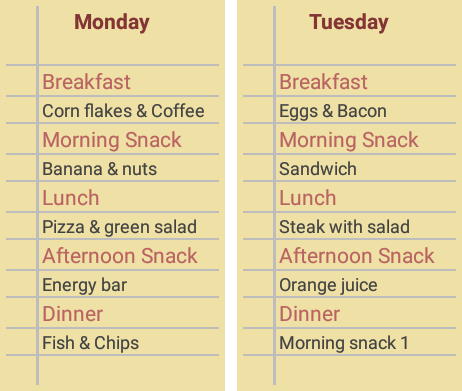 Monday
Breakfast
Corn flakes & Coffee
Morning Snack
Banana & nuts
Lunch
Pizza & green salad
Afternoon Snack
Energy bar
Dinner
Fish & Chips
Tuesday
Breakfast
Eggs & Bacon
Morning Snack
Sandwich
Lunch
Steak with salad
Afternoon Snack
Orange juice
Dinner
Morning snack 1